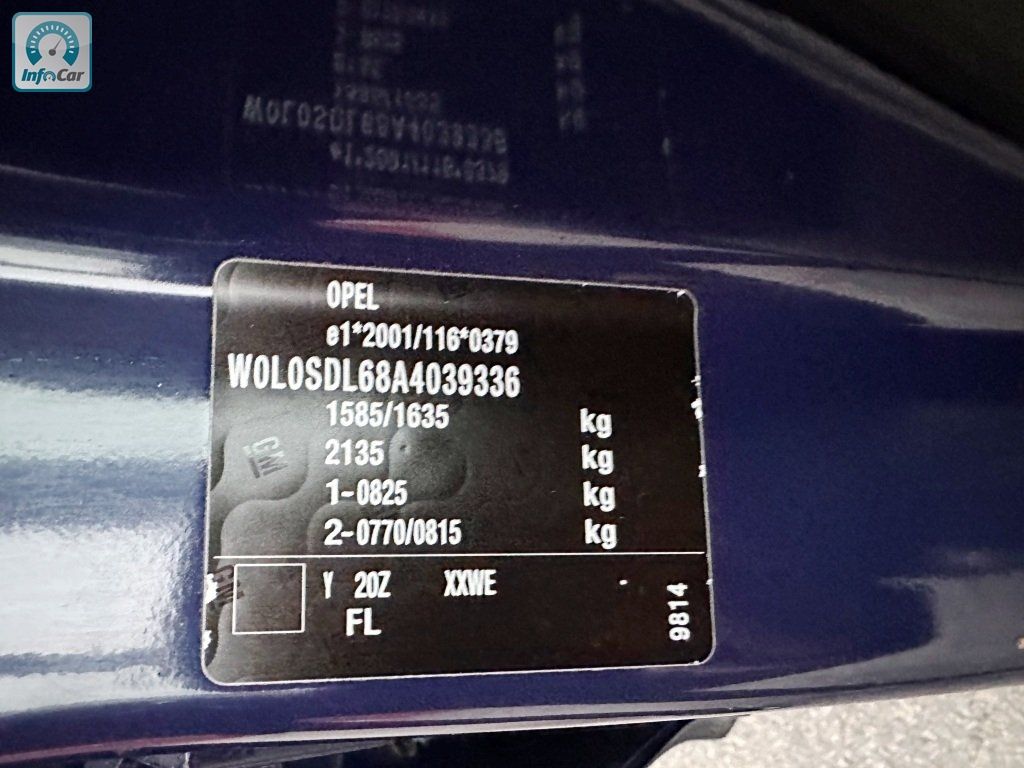 InfoCar
OPEL
e1*2001/116*0379
W0L0SDL68A4039336
1585/1635 kg
2135 kg
1-0825 kg
2-0770/0815 kg
GM
Y 20Z XXWE
FL
9814